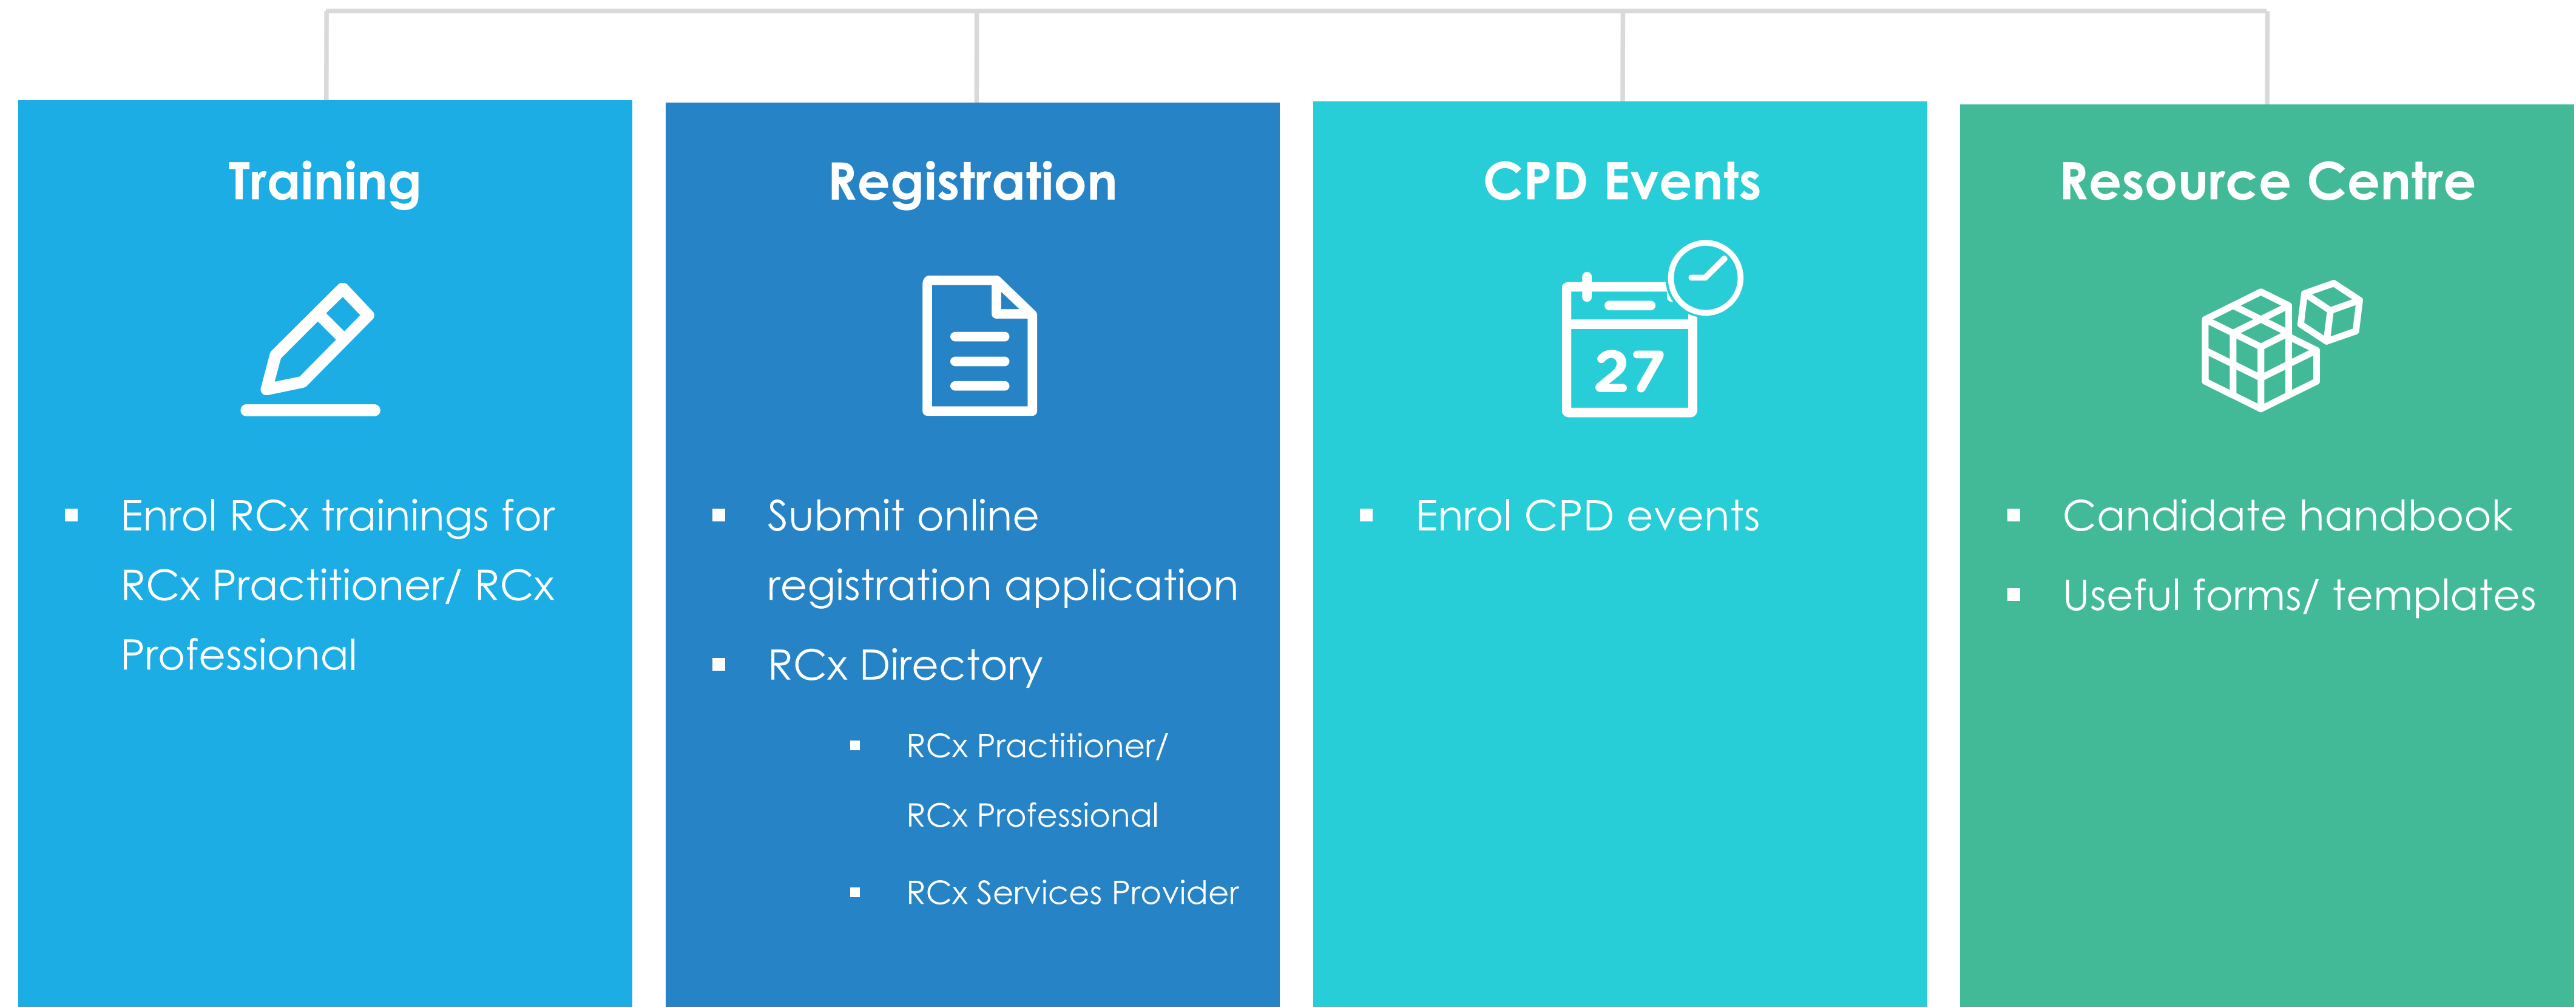 Training
Enrol RCx trainings for
RCx Practitioner/ RCx
Professional
Registration
Submit online
registration application
RCx Directory
RCx Practitioner/
RCx Professional
RCx Services Provider
CPD Events
27
Enrol CPD events
Resource Centre
Candidate handbook
Useful forms/ templates